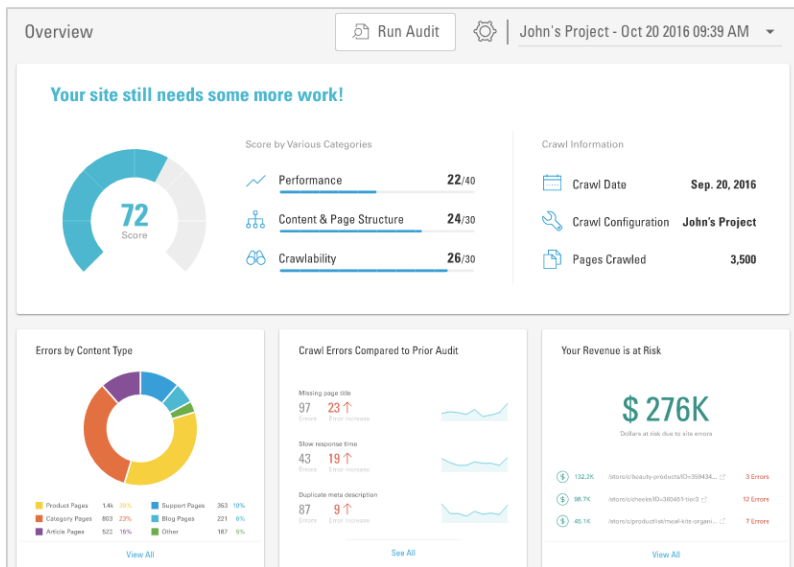 Overview
Run Audit
John's Project - Oct 20 2016 09:39 AM
Your site still needs some more work!
72
Score
Score by Various Categories
Performance 22/40
Content & Page Structure 24/30
Crawlability 26/30
Crawl Information
Crawl Date Sep. 20, 2016
Crawl Configuration John's Project
Pages Crawled 3,500
Errors by Content Type
Product Pages 1.4k
Category Pages 803 23%
Article Pages 522 15%
Support Pages 353 10%
Blog Pages 221 6%
Other 187
View All
Crawl Errors Compared to Prior Audit
Missing page title
97 23
Errors Error increase
Slow response time
43 19
Errors Error increase
Duplicate meta description
87 9
Errors Error increase
See All
Your Revenue is at Risk
$ 276K
Dollars at risk due to site errors
$ 132.2K 3 Errors
$ 98.7K 12 Errors
$ 45.1K 7 Errors
View All